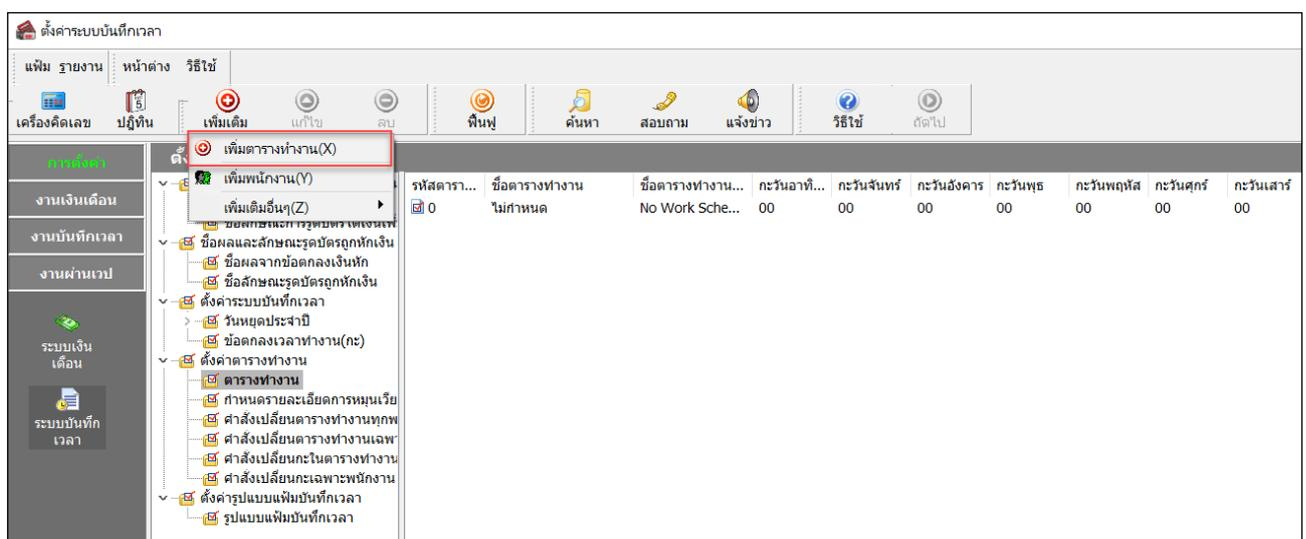 ตั้งค่าระบบบันทึกเวลา
แฟ้ม รายงาน หน้าต่าง วิธีใช้
เครื่องคิดเลข ปฏิทิน เพิ่มเติม แก้ไข ลบ ฟื้นฟู ค้นหา สอบถาม แจ้งข่าว วิธีใช้ ถัดไป
การตั้งค่า
งานเงินเดือน
งานบันทึกเวลา
งานผ่านเวป
ระบบเงิน
เดือน
ระบบบันทึก
เวลา
เพิ่มตารางทำงาน(X)
เพิ่มพนักงาน(Y)
เพิ่มเติมอื่นๆ(Z)
ชื่อผลและลักษณะรูดบัตรถูกหักเงิน
ชื่อผลจากข้อตกลงเงินหัก
ชื่อลักษณะรูดบัตรถูกหักเงิน
ตั้งค่าระบบบันทึกเวลา
วันหยุดประจำปี
ข้อตกลงเวลาทำงาน(กะ)
ตั้งค่าตารางทำงาน
ตารางทำงาน
กำหนดรายละเอียดการหมุนเวีย
คำสั่งเปลี่ยนตารางทำงานทุกพ
คำสั่งเปลี่ยนตารางทำงานเฉพา
คำสั่งเปลี่ยนกะในตารางทำงาน
คำสั่งเปลี่ยนกะเฉพาะพนักงาน
ตั้งค่ารูปแบบแฟ้มบันทึกเวลา
รูปแบบแฟ้มบันทึกเวลา
รหัสตารา... ชื่อตารางทำงาน ชื่อตารางทำงาน... กะวันอาทิ... กะวันจันทร์ กะวันอังคาร กะวันพุธ กะวันพฤหัส กะวันศุกร์ กะวันเสาร์
0 ไม่กำหนด No Work Sche... 00 00 00 00 00 00 00